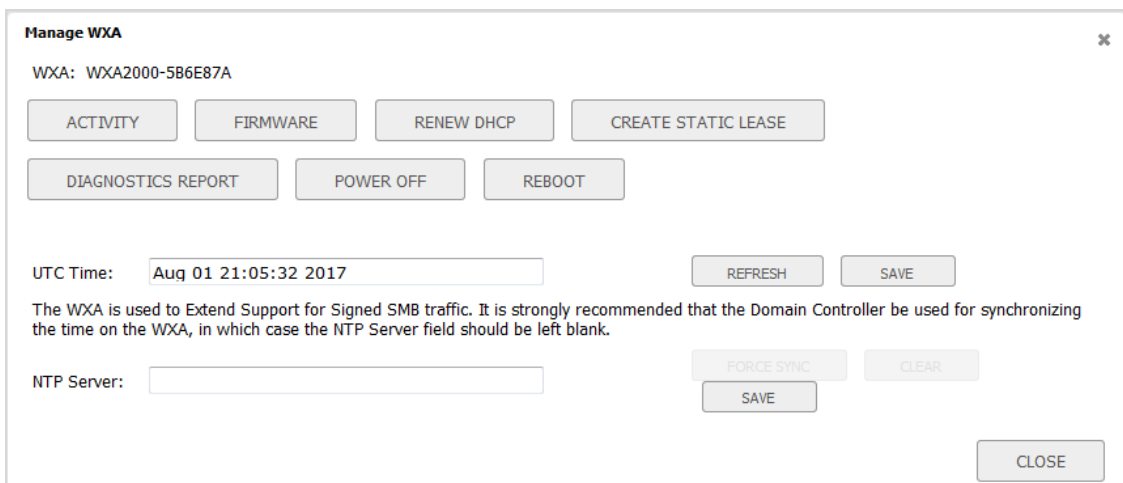 Manage WXA
WXA: WXA2000-5B6E87A
ACTIVITY FIRMWARE RENEW DHCP CREATE STATIC LEASE
DIAGNOSTICS REPORT POWER OFF REBOOT
UTC Time: Aug 01 21:05:32 2017 REFRESH SAVE
The WXA is used to Extend Support for Signed SMB traffic. It is strongly recommended that the Domain Controller be used for synchronizing
the time on the WXA, in which case the NTP Server field should be left blank.
FORCE SYNC CLEAR
NTP Server:
SAVE
CLOSE